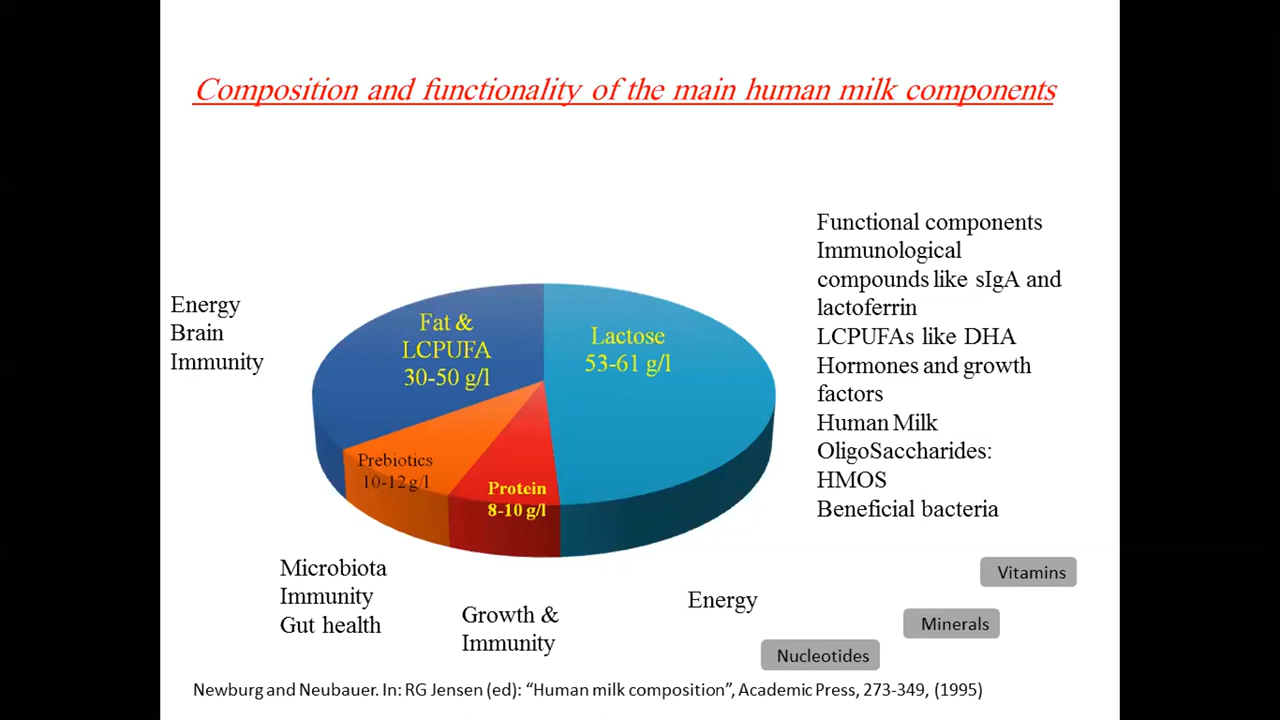 Composition and functionality of the main human milk components
Functional components
Immunological
compounds like sIgA and
lactoferrin
LCPUFAs like DHA
Hormones and growth
factors
Human Milk
OligoSaccharides:
HMOS
Beneficial bacteria
Energy
Brain
Immunity
Fat &
LCPUFA
30-50 g/l
Lactose
53-61 g/l
Prebiotics
10-12 g/l
Protein
8-10 g/l
Microbiota
Immunity
Gut health
Growth &
Immunity
Energy
Vitamins
Minerals
Nucleotides
Newburg and Neubauer. In: RG Jensen (ed): “Human milk composition”, Academic Press, 273-349, (1995)